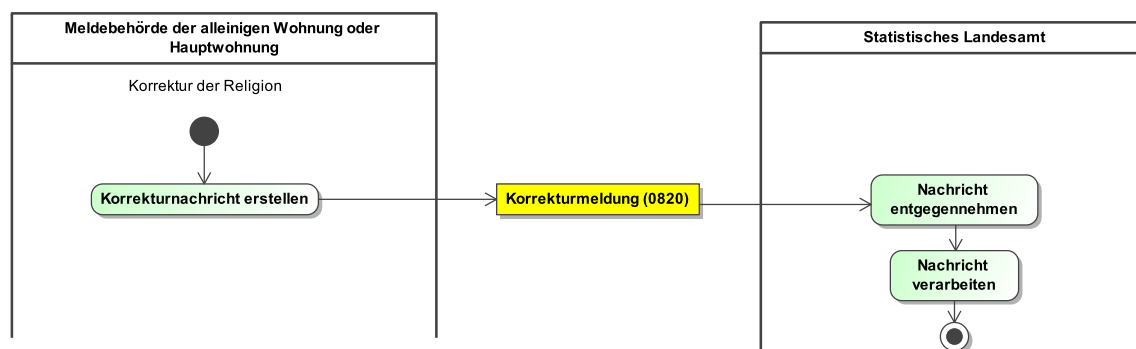 Meldebehörde der alleinigen Wohnung oder
Hauptwohnung
Korrektur der Religion
Korrekturnachricht erstellen
Korrekturmeldung (0820)
Statistisches Landesamt
Nachricht
entgegennehmen
Nachricht
verarbeiten